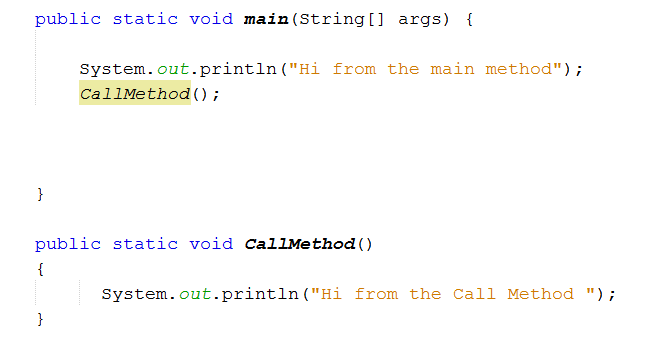 public static void main(String[] args) {
System.out.println("Hi from the main method");
CallMethod();
}
public static void CallMethod()
{
System.out.println("Hi from the Call Method ");
}